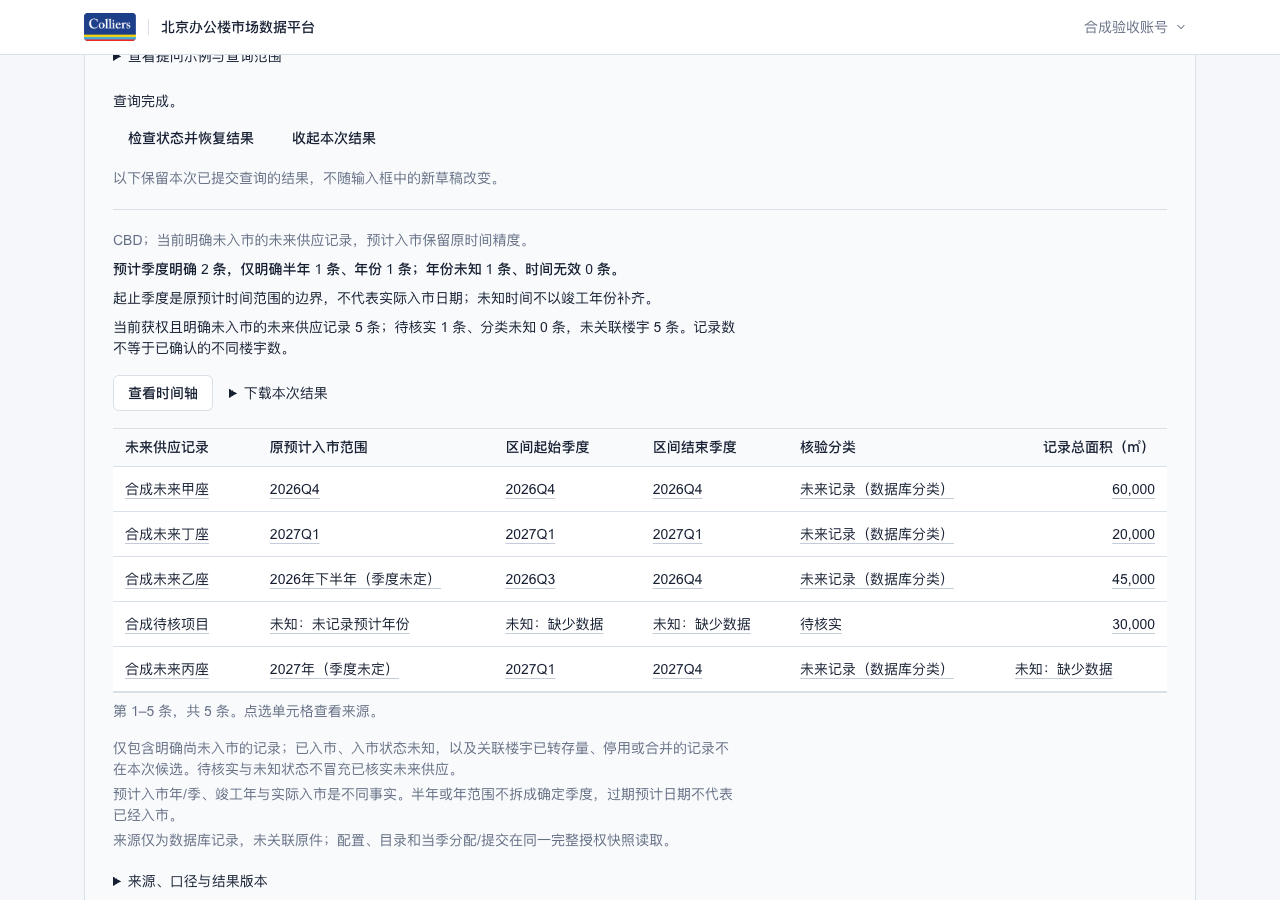 Colliers
北京办公楼市场数据平台
合成验收账号
查看提问示例与查询范围
查询完成。
检查状态并恢复结果 收起本次结果
以下保留本次已提交查询的结果，不随输入框中的新草稿改变。
CBD；当前明确未入市的未来供应记录，预计入市保留原时间精度。
预计季度明确 2 条，仅明确半年 1 条、年份 1 条；年份未知 1 条、时间无效 0 条。
起止季度是原预计时间范围的边界，不代表实际入市日期；未知时间不以竣工年份补齐。
当前获权且明确未入市的未来供应记录 5 条；待核实 1 条、分类未知 0 条，未关联楼宇 5 条。记录数
不等于已确认的不同楼宇数。
查看时间轴 下载本次结果
未来供应记录 原预计入市范围 区间起始季度 区间结束季度 核验分类 记录总面积（㎡）
合成未来甲座 2026Q4 2026Q4 2026Q4 未来记录（数据库分类） 60,000
合成未来丁座 2027Q1 2027Q1 2027Q1 未来记录（数据库分类） 20,000
合成未来乙座 2026年下半年（季度未定） 2026Q3 2026Q4 未来记录（数据库分类） 45,000
合成待核项目 未知：未记录预计年份 未知：缺少数据 未知：缺少数据 待核实 30,000
合成未来丙座 2027年（季度未定） 2027Q1 2027Q4 未来记录（数据库分类） 未知：缺少数据
第 1–5 条，共 5 条。点选单元格查看来源。
仅包含明确尚未入市的记录；已入市、入市状态未知，以及关联楼宇已转存量、停用或合并的记录不
在本次候选。待核实与未知状态不冒充已核实未来供应。
预计入市年/季、竣工年与实际入市是不同事实。半年或年范围不拆成确定季度，过期预计日期不代表
已经入市。
来源仅为数据库记录，未关联原件；配置、目录和当季分配/提交在同一完整授权快照读取。
来源、口径与结果版本